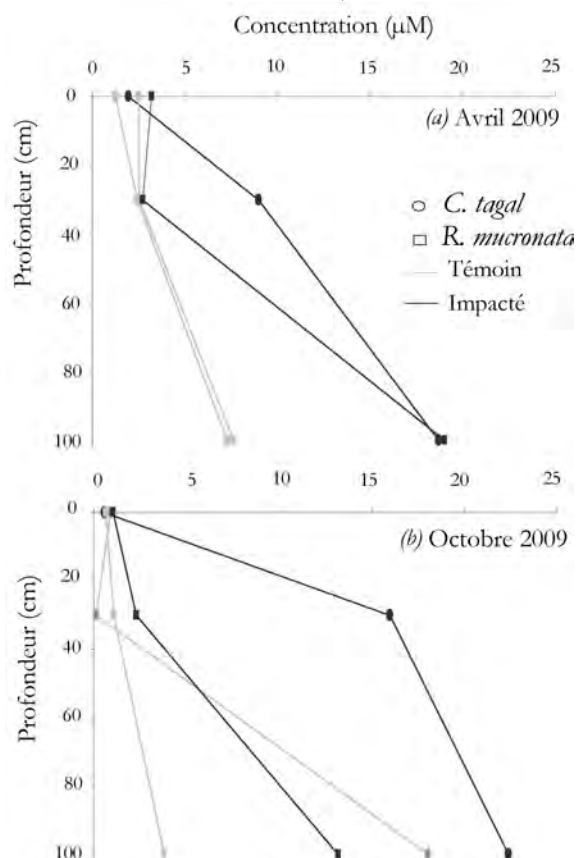 Concentration (µM)
0 5 10 15 20 25
0
20
40
60
80
100
Profondeur (cm)
(a) Avril 2009
C. tagal
R. mucronata
Témoin
Impacté
0 5 10 15 20 25
0
20
40
60
80
100
Profondeur (cm)
(b) Octobre 2009